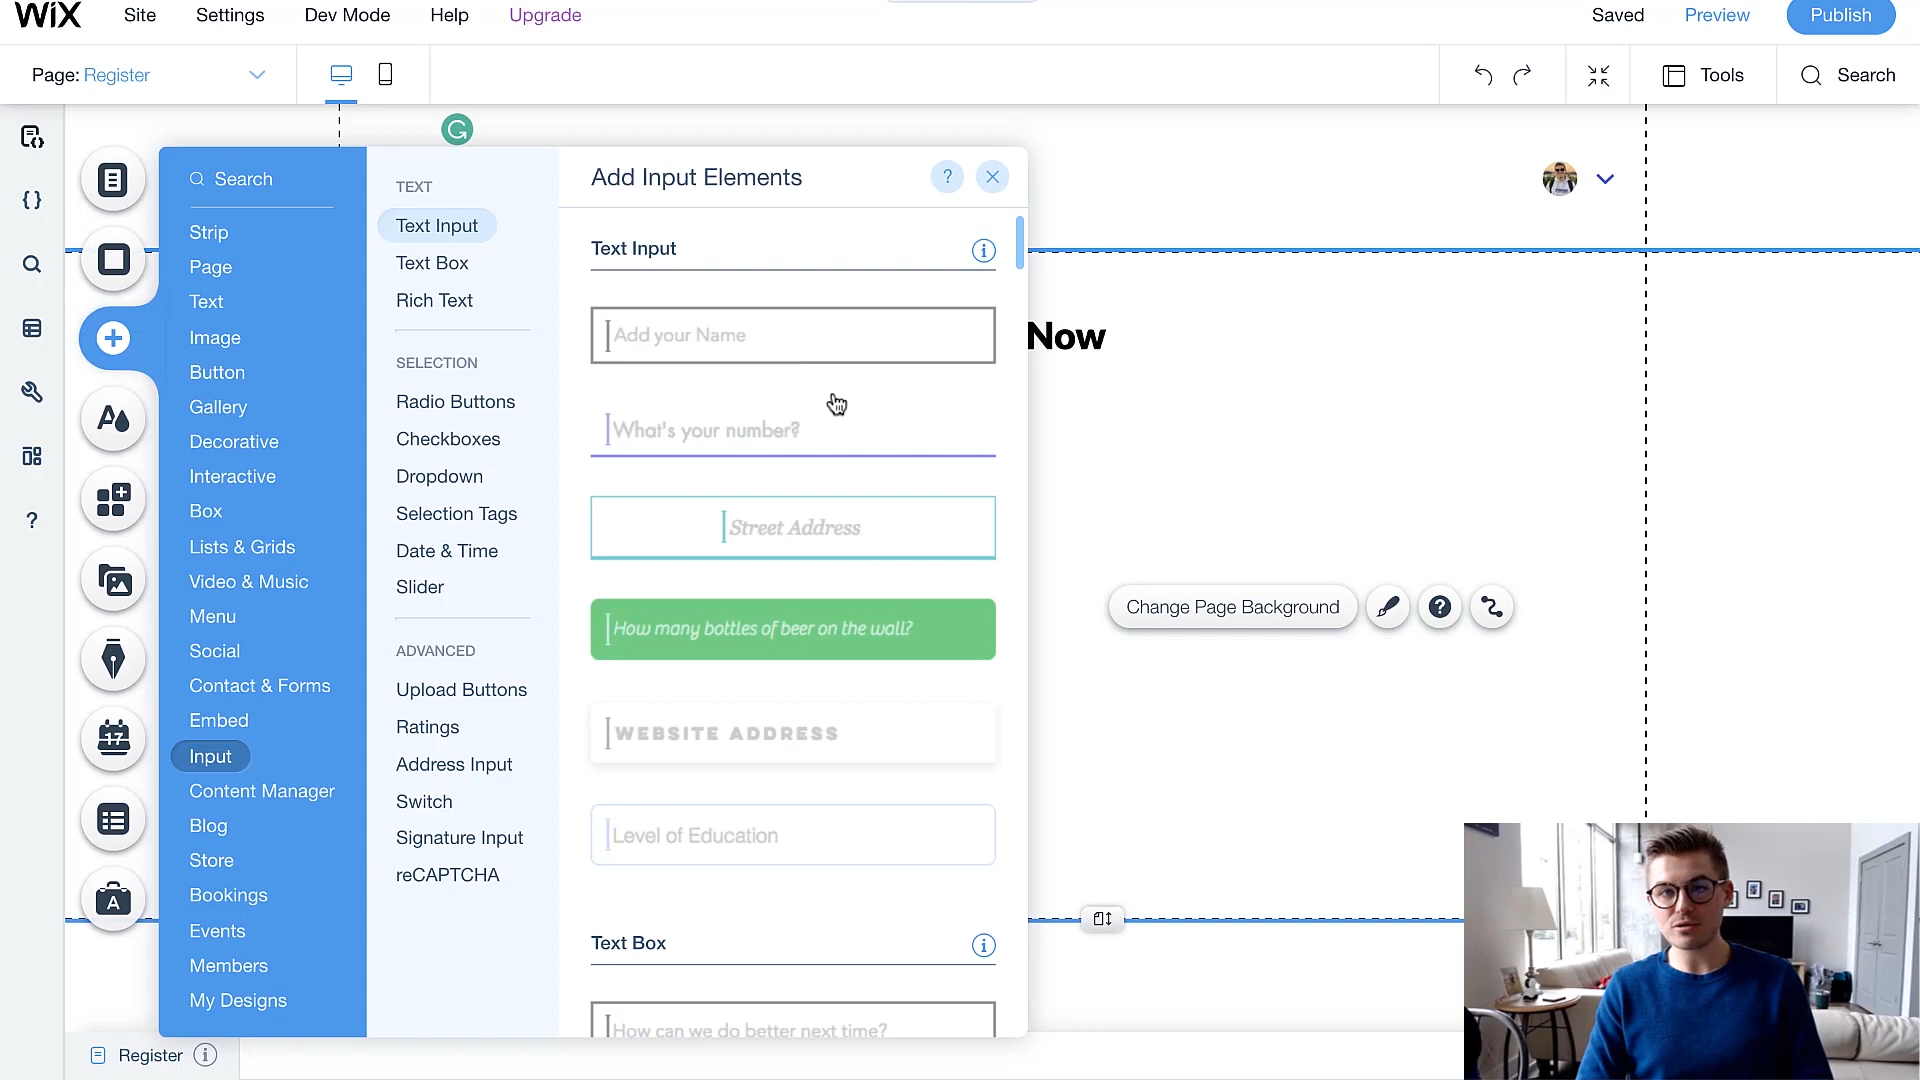 WIX
Site
Settings
Dev Mode
Help
Upgrade
Saved
Preview
Publish
Page: Register
Tools
Search
Search
Strip
Page
Text
Image
Button
Gallery
Decorative
Interactive
Box
Lists & Grids
Video & Music
Menu
Social
Contact & Forms
Embed
Input
Content Manager
Blog
Store
Bookings
Events
Members
My Designs
TEXT
Text Input
Text Box
Rich Text
SELECTION
Radio Buttons
Checkboxes
Dropdown
Selection Tags
Date & Time
Slider
ADVANCED
Upload Buttons
Ratings
Address Input
Switch
Signature Input
reCAPTCHA
Add Input Elements
?
Text Input
i
Add your Name
What's your number?
Street Address
How many bottles of beer on the wall?
WEBSITE ADDRESS
Level of Education
Text Box
i
How can we do better next time?
Now
Change Page Background
?
G
17
A
A
{}
?
Register
i